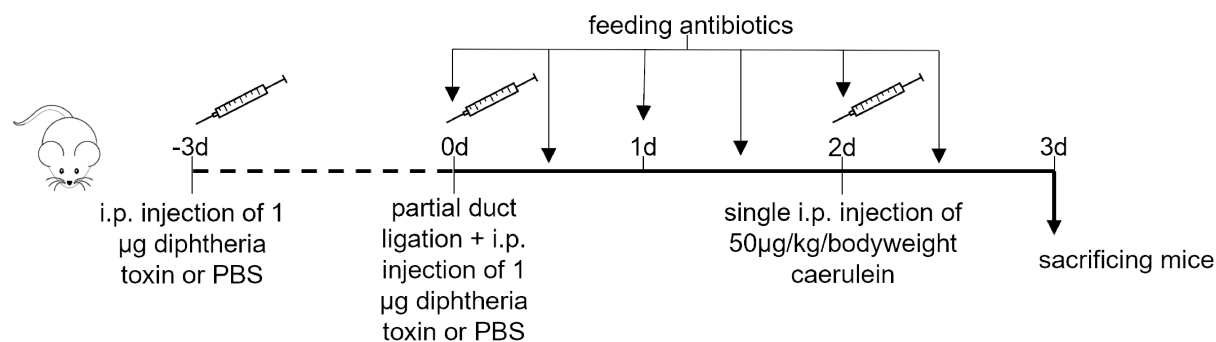 feeding antibiotics
-3d
0d
1d
2d
3d
i.p. injection of 1
µg diphtheria
toxin or PBS
partial duct
ligation + i.p.
injection of 1
µg diphtheria
toxin or PBS
single i.p. injection of
50µg/kg/bodyweight
caerulein
sacrificing mice